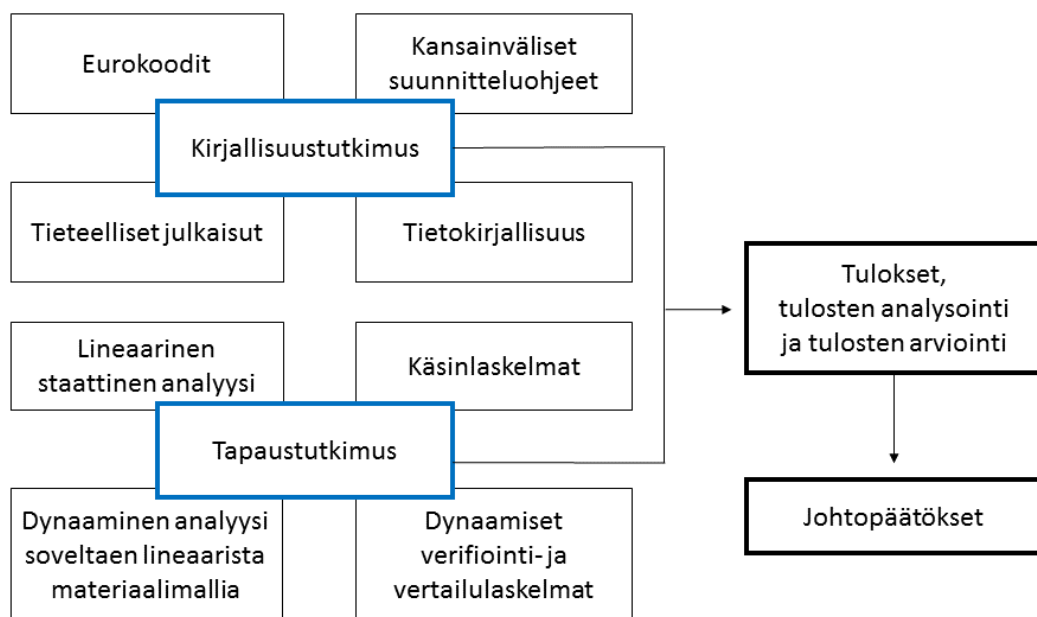 Eurokoodit
Kansainväliset
suunnitteluohjeet
Kirjallisuustutkimus
Tieteelliset julkaisut
Tietokirjallisuus
Tulokset,
tulosten analysointi
ja tulosten arviointi
Lineaarinen
staattinen analyysi
Käsinlaskelmat
Tapaustutkimus
Johtopäätökset
Dynaaminen analyysi
soveltaen lineaarista
materiaalimallia
Dynaamiset
verifiointi- ja
vertailulaskelmat